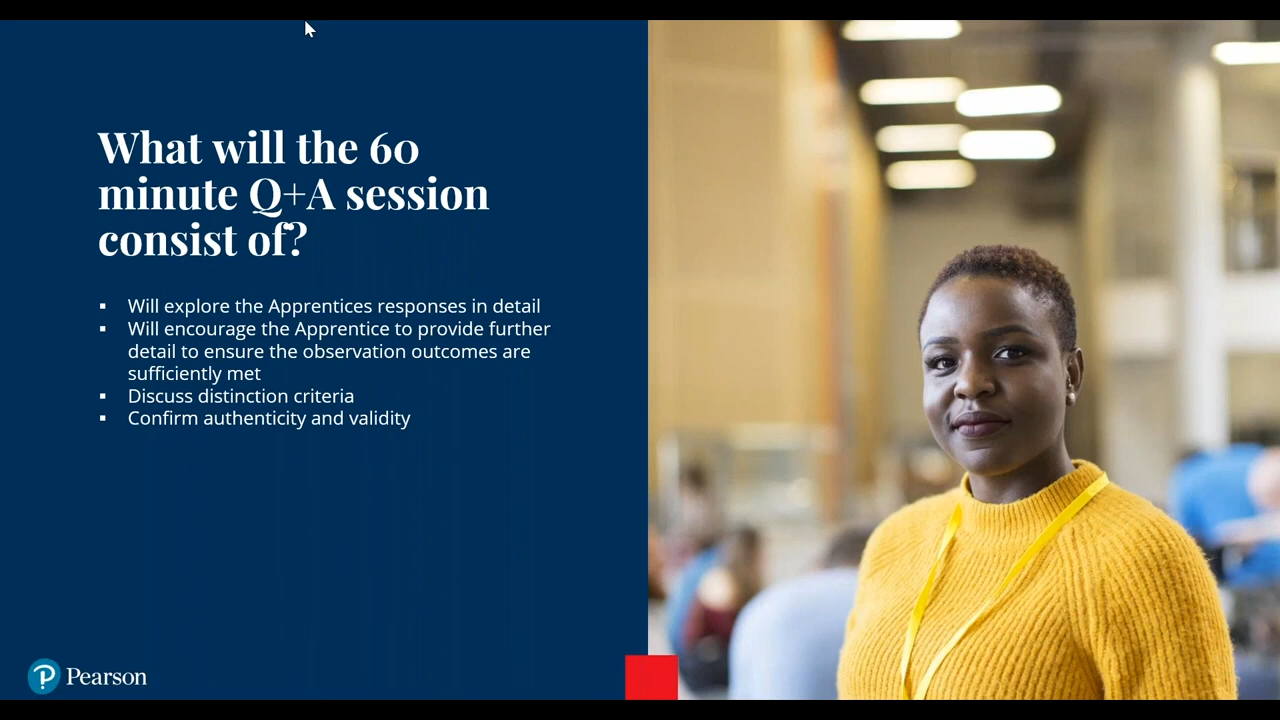 What will the 60
minute Q+A session
consist of?
▪ Will explore the Apprentices responses in detail
▪ Will encourage the Apprentice to provide further
detail to ensure the observation outcomes are
sufficiently met
▪ Discuss distinction criteria
▪ Confirm authenticity and validity
Pearson